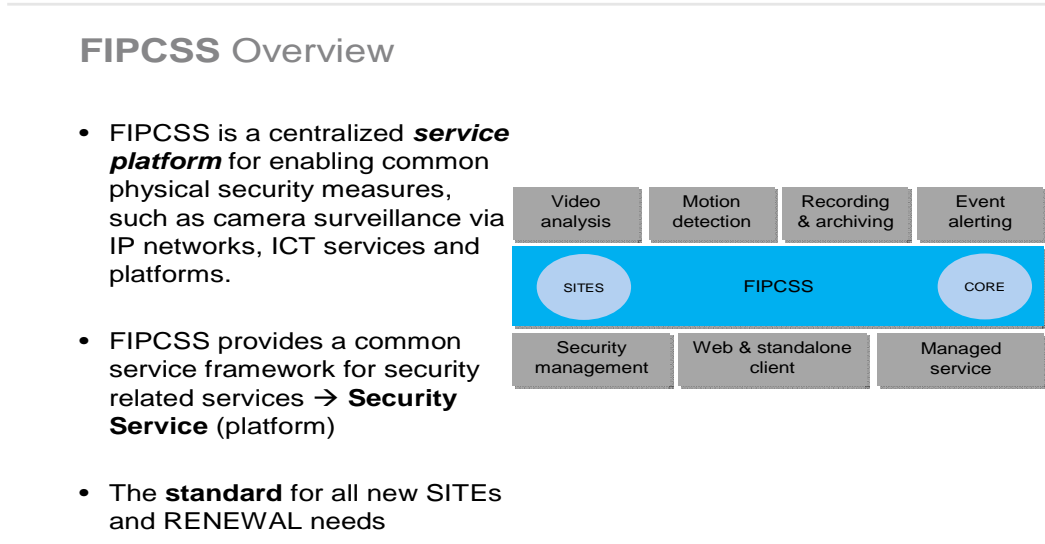 FIPCSS Overview
• FIPCSS is a centralized service
platform for enabling common
physical security measures,
such as camera surveillance via
IP networks, ICT services and
platforms.
• FIPCSS provides a common
service framework for security
related services → Security
Service (platform)
• The standard for all new SITEs
and RENEWAL needs
Video
analysis
Motion
detection
Recording
& archiving
Event
alerting
SITES
FIPCSS
CORE
Security
management
Web & standalone
client
Managed
service